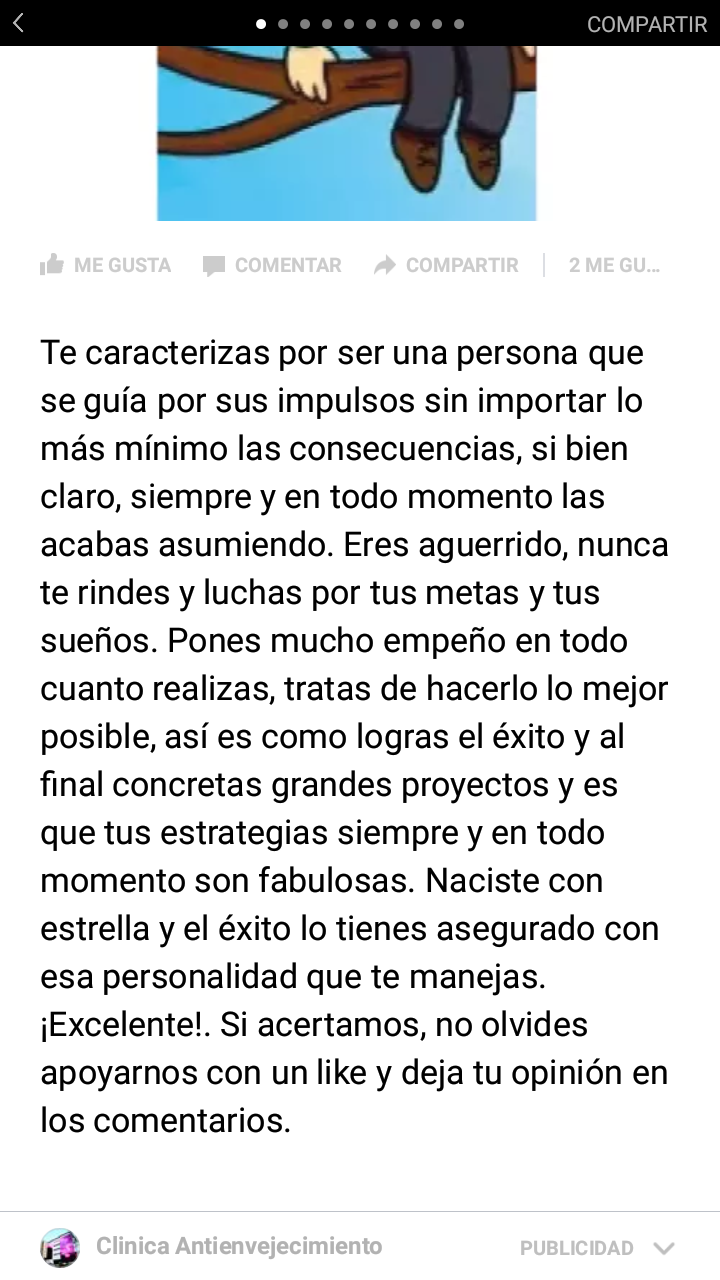 COMPARTIR
ME GUSTA COMENTAR COMPARTIR 2 ME GU...
Te caracterizas por ser una persona que
se guía por sus impulsos sin importar lo
más mínimo las consecuencias, si bien
claro, siempre y en todo momento las
acabas asumiendo. Eres aguerrido, nunca
te rindes y luchas por tus metas y tus
sueños. Pones mucho empeño en todo
cuanto realizas, tratas de hacerlo lo mejor
posible, así es como logras el éxito y al
final concretas grandes proyectos y es
que tus estrategias siempre y en todo
momento son fabulosas. Naciste con
estrella y el éxito lo tienes asegurado con
esa personalidad que te manejas.
¡Excelente!. Si acertamos, no olvides
apoyarnos con un like y deja tu opinión en
los comentarios.
Clinica Antienvejecimiento PUBLICIDAD